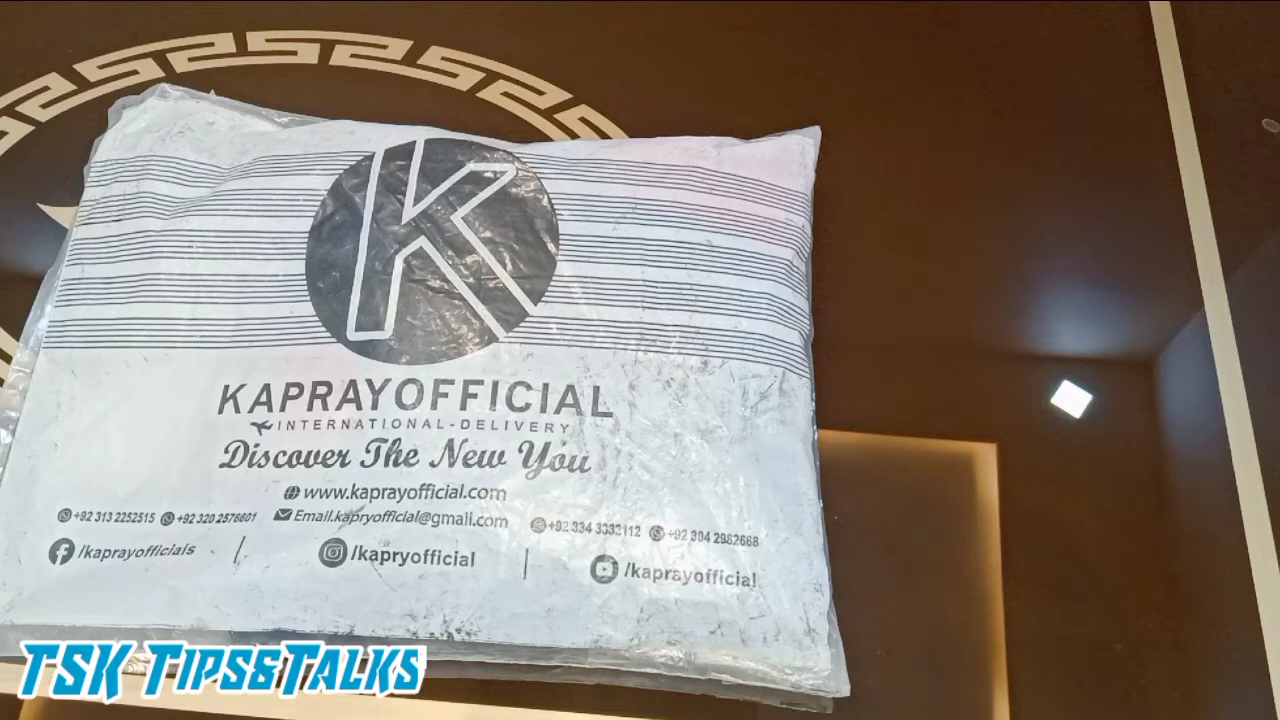 K
KAPRAYOFFICIAL
INTERNATIONAL-DELIVERY
Discover The New You
www.kaprayofficial.com
+92 313 2252515 +92 320 2576601 Email.kapryofficial@gmail.com +92 334 3332112 +92 304 2982668
/kaprayofficials / /kapryofficial | /kaprayofficial
TSK Tips&Talks